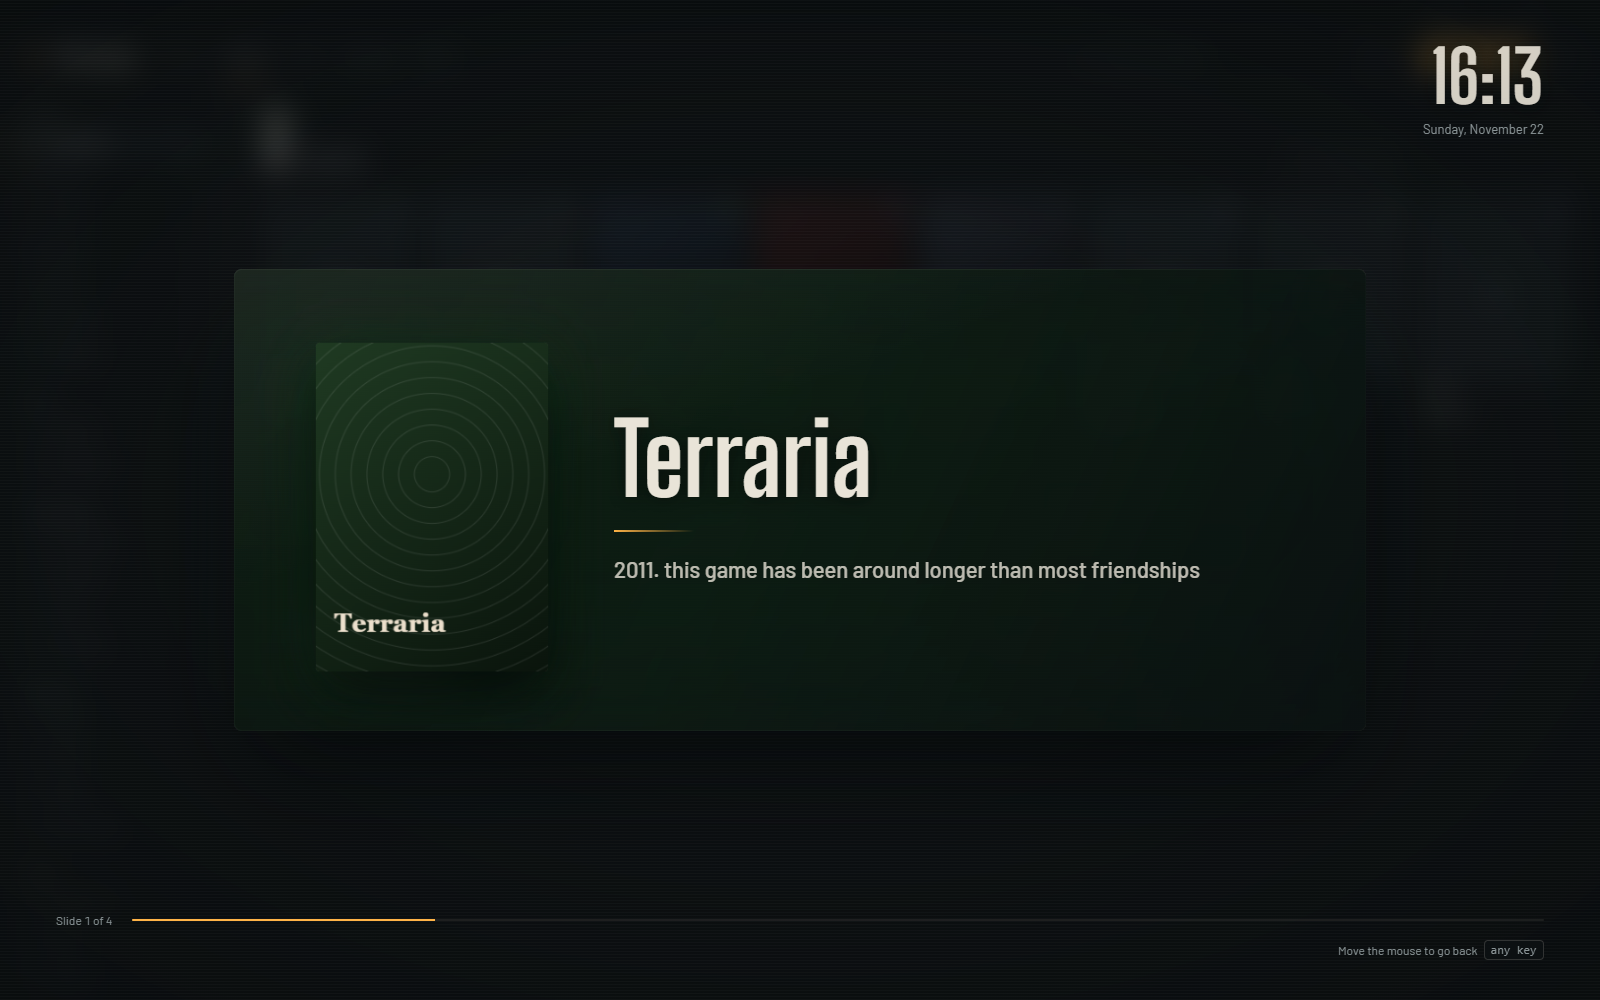 16:13
Sunday, November 22
Terraria
Terraria
2011. this game has been around longer than most friendships
Slide 1 of 4
Move the mouse to go back any key